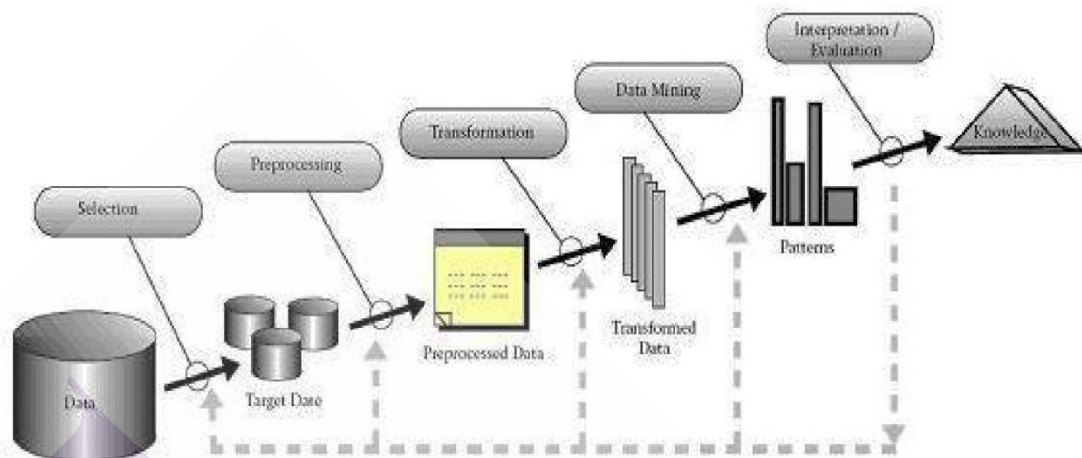 Interpretation /
Evaluation
Data Mining
Knowledge
Transformation
Preprocessing
Selection
Patterns
Transformed
Data
Preprocessed Data
Target Date
Data